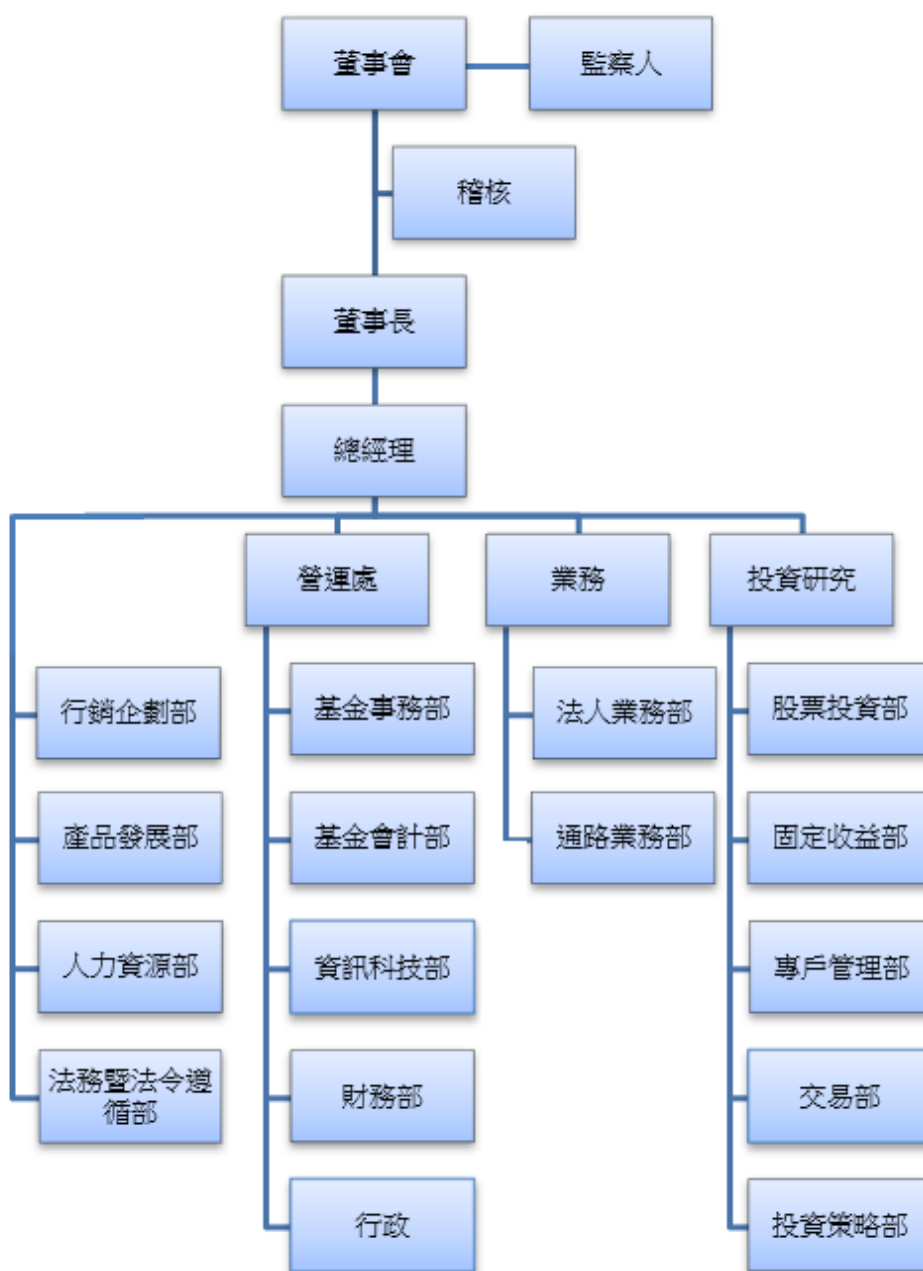 董事會
監察人
稽核
董事長
總經理
營運處
業務
投資研究
行銷企劃部
基金事務部
法人業務部
股票投資部
產品發展部
基金會計部
通路業務部
固定收益部
人力資源部
資訊科技部
專戶管理部
法務暨法令遵
循部
財務部
交易部
行政
投資策略部